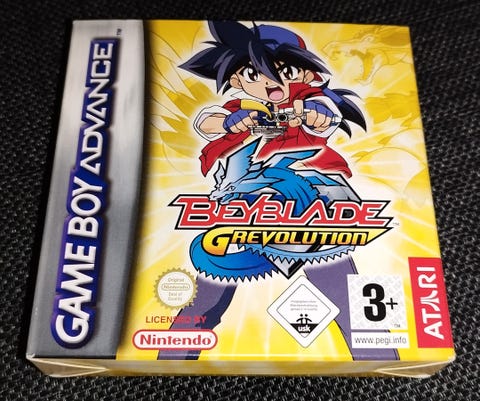 GAME BOY ADVANCE
BEYBLADE
G REVOLUTION
Original
Nintendo
Seal of
Quality
LICENSED BY
Nintendo
usk
3+
TM
www.pegi.info
ATARI